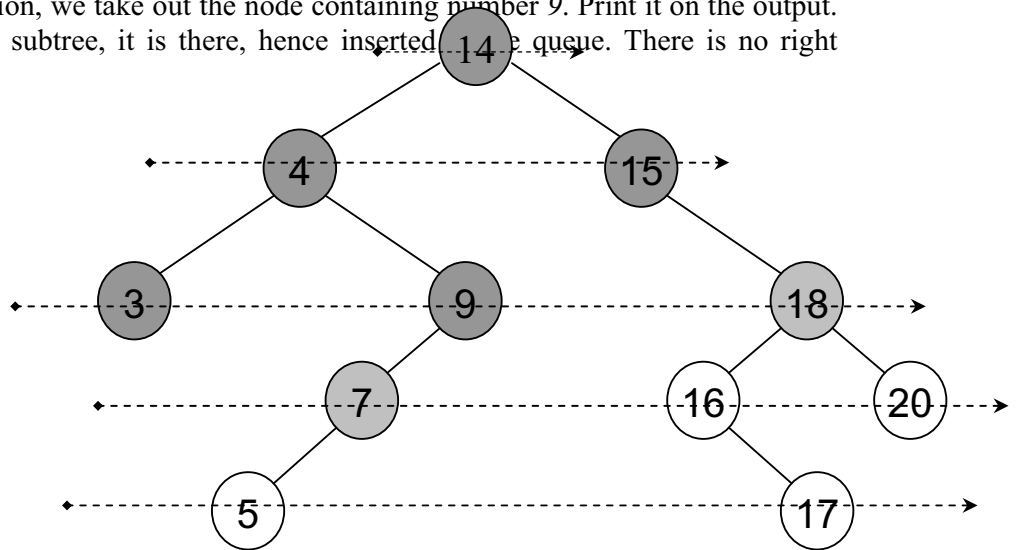 ion, we take out the node containing number 9. Print it on the output.
subtree, it is there, hence inserted queue. There is no right
14
4 15
3 9 18
7 16 20
5 17